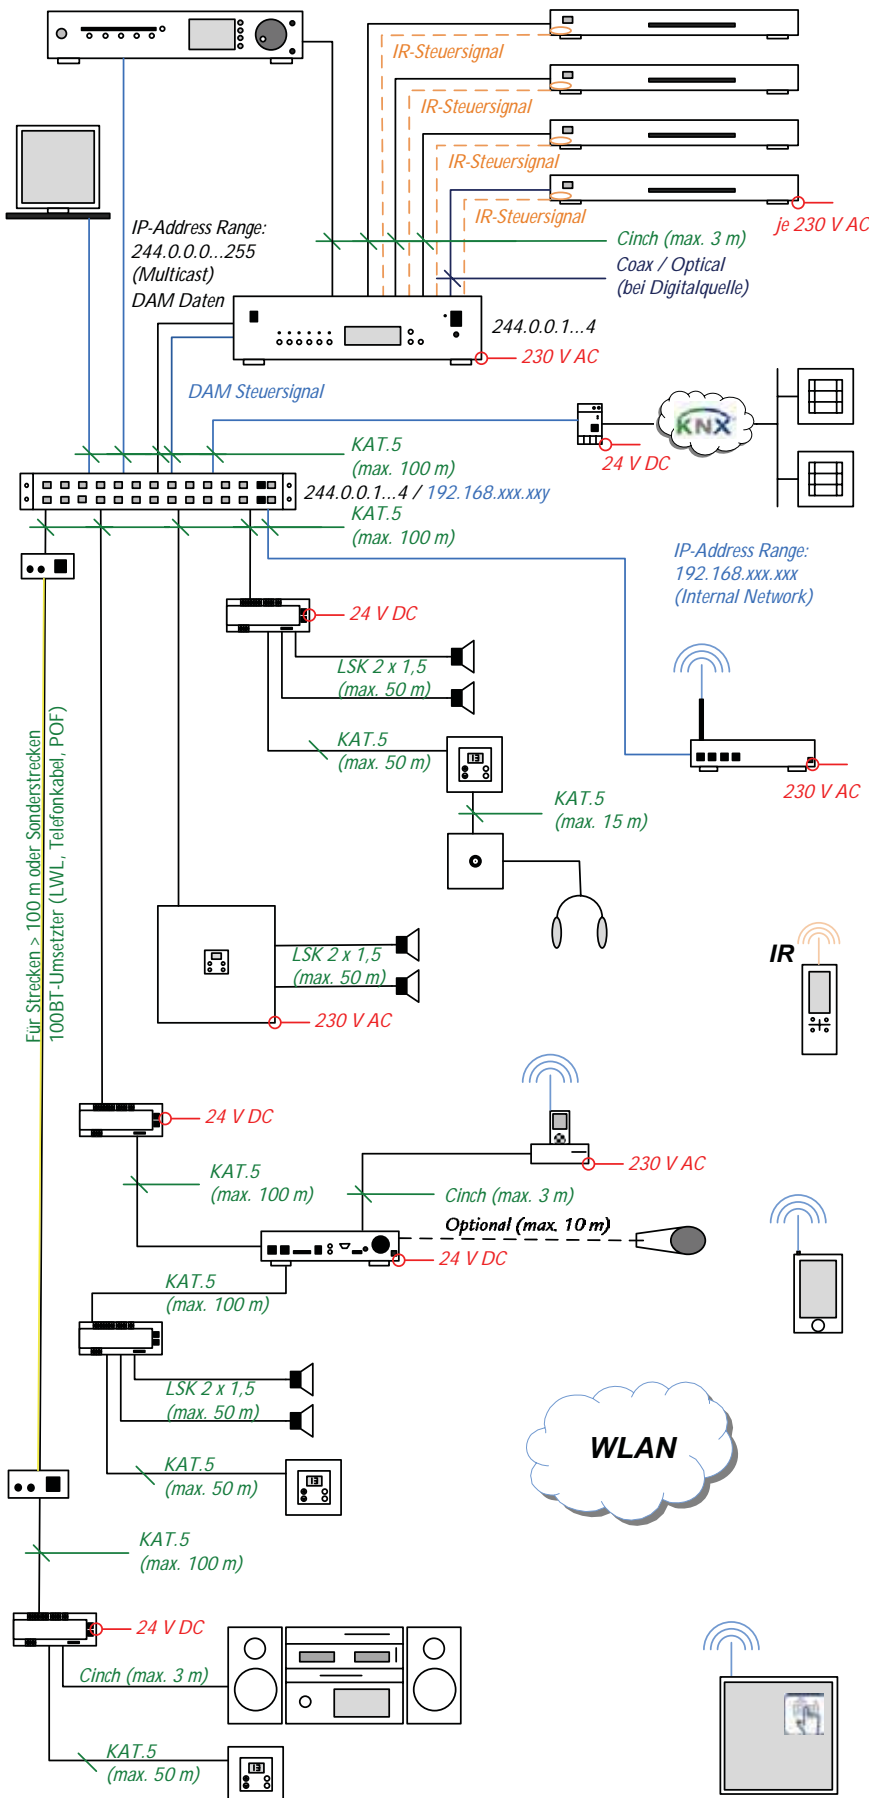 IR-Steuersignal
IR-Steuersignal
IR-Steuersignal
IR-Steuersignal
je 230 V AC
IP-Address Range:
244.0.0.0...255
(Multicast)
DAM Daten
Cinch (max. 3 m)
Coax / Optical
(bei Digitalquelle)
244.0.0.1...4
230 V AC
DAM Steuersignal
KNX
24 V DC
KAT.5
(max. 100 m)
244.0.0.1...4 / 192.168.xxx.xxy
KAT.5
(max. 100 m)
IP-Address Range:
192.168.xxx.xxx
(Internal Network)
24 V DC
LSK 2 x 1,5
(max. 50 m)
KAT.5
(max. 50 m)
13
230 V AC
KAT.5
(max. 15 m)
Für Strecken > 100 m oder Sonderstrecken
100BT-Umsetzter (LWL, Telefonkabel, POF)
LSK 2 x 1,5
(max. 50 m)
230 V AC
IR
24 V DC
KAT.5
(max. 100 m)
230 V AC
Cinch (max. 3 m)
Optional (max. 10 m)
24 V DC
KAT.5
(max. 100 m)
LSK 2 x 1,5
(max. 50 m)
WLAN
KAT.5
(max. 50 m)
13
KAT.5
(max. 100 m)
24 V DC
Cinch (max. 3 m)
KAT.5
(max. 50 m)
13